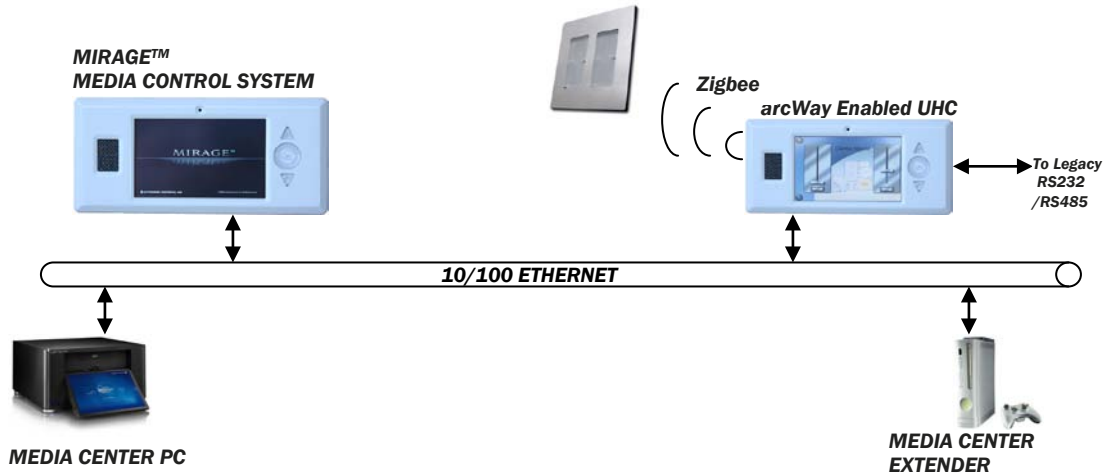 MIRAGE™
MEDIA CONTROL SYSTEM
Zigbee
arcWay Enabled UHC
MIRAGE
To Legacy
RS232
/RS485
10/100 ETHERNET
MEDIA CENTER PC
MEDIA CENTER
EXTENDER